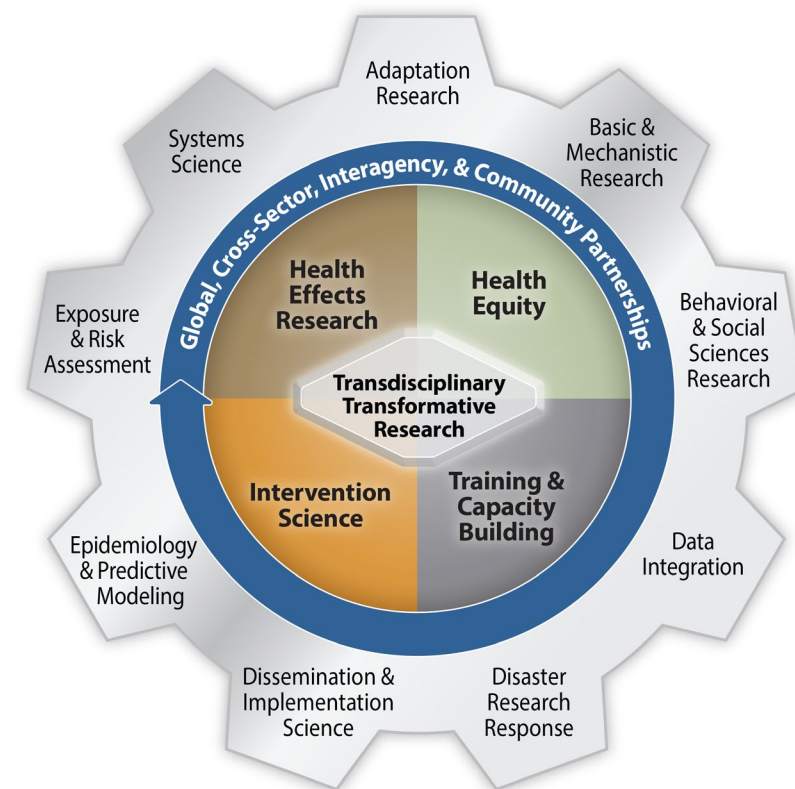 Adaptation
Research
Basic &
Mechanistic
Research
Behavioral
& Social
Sciences
Research
Data
Integration
Disaster
Research
Response
Dissemination &
Implementation
Science
Epidemiology
& Predictive
Modeling
Exposure
& Risk
Assessment
Systems
Science
Global, Cross-Sector, Interagency, & Community Partnerships
Health
Effects
Research
Health
Equity
Transdisciplinary
Transformative
Research
Intervention
Science
Training &
Capacity
Building